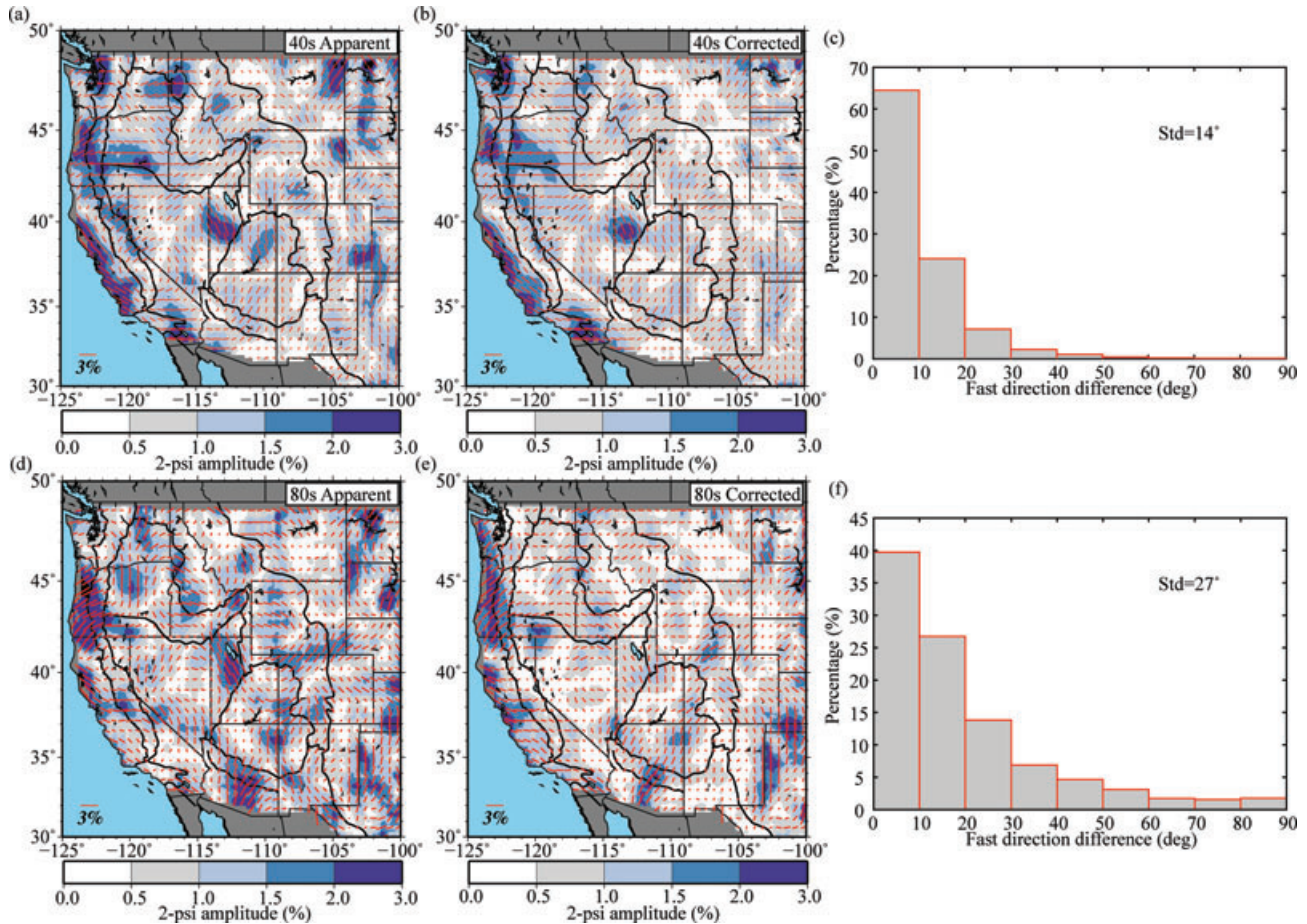 (a)
40s Apparent
50°
45°
40°
35°
30°
3%
−125° −120° −115° −110° −105° −100°
0.0 0.5 1.0 1.5 2.0 3.0
2-psi amplitude (%)
(b)
40s Corrected
3%
−125° −120° −115° −110° −105° −100°
0.0 0.5 1.0 1.5 2.0 3.0
2-psi amplitude (%)
(c)
Std=14°
Percentage (%)
70
60
50
40
30
20
10
0
0 10 20 30 40 50 60 70 80 90
Fast direction difference (deg)
(d)
80s Apparent
50°
45°
40°
35°
30°
3%
−125° −120° −115° −110° −105° −100°
0.0 0.5 1.0 1.5 2.0 3.0
2-psi amplitude (%)
(e)
80s Corrected
50°
45°
40°
35°
30°
3%
−125° −120° −115° −110° −105° −100°
0.0 0.5 1.0 1.5 2.0 3.0
2-psi amplitude (%)
(f)
Std=27°
Percentage (%)
45
40
35
30
25
20
15
10
5
0
0 10 20 30 40 50 60 70 80 90
Fast direction difference (deg)